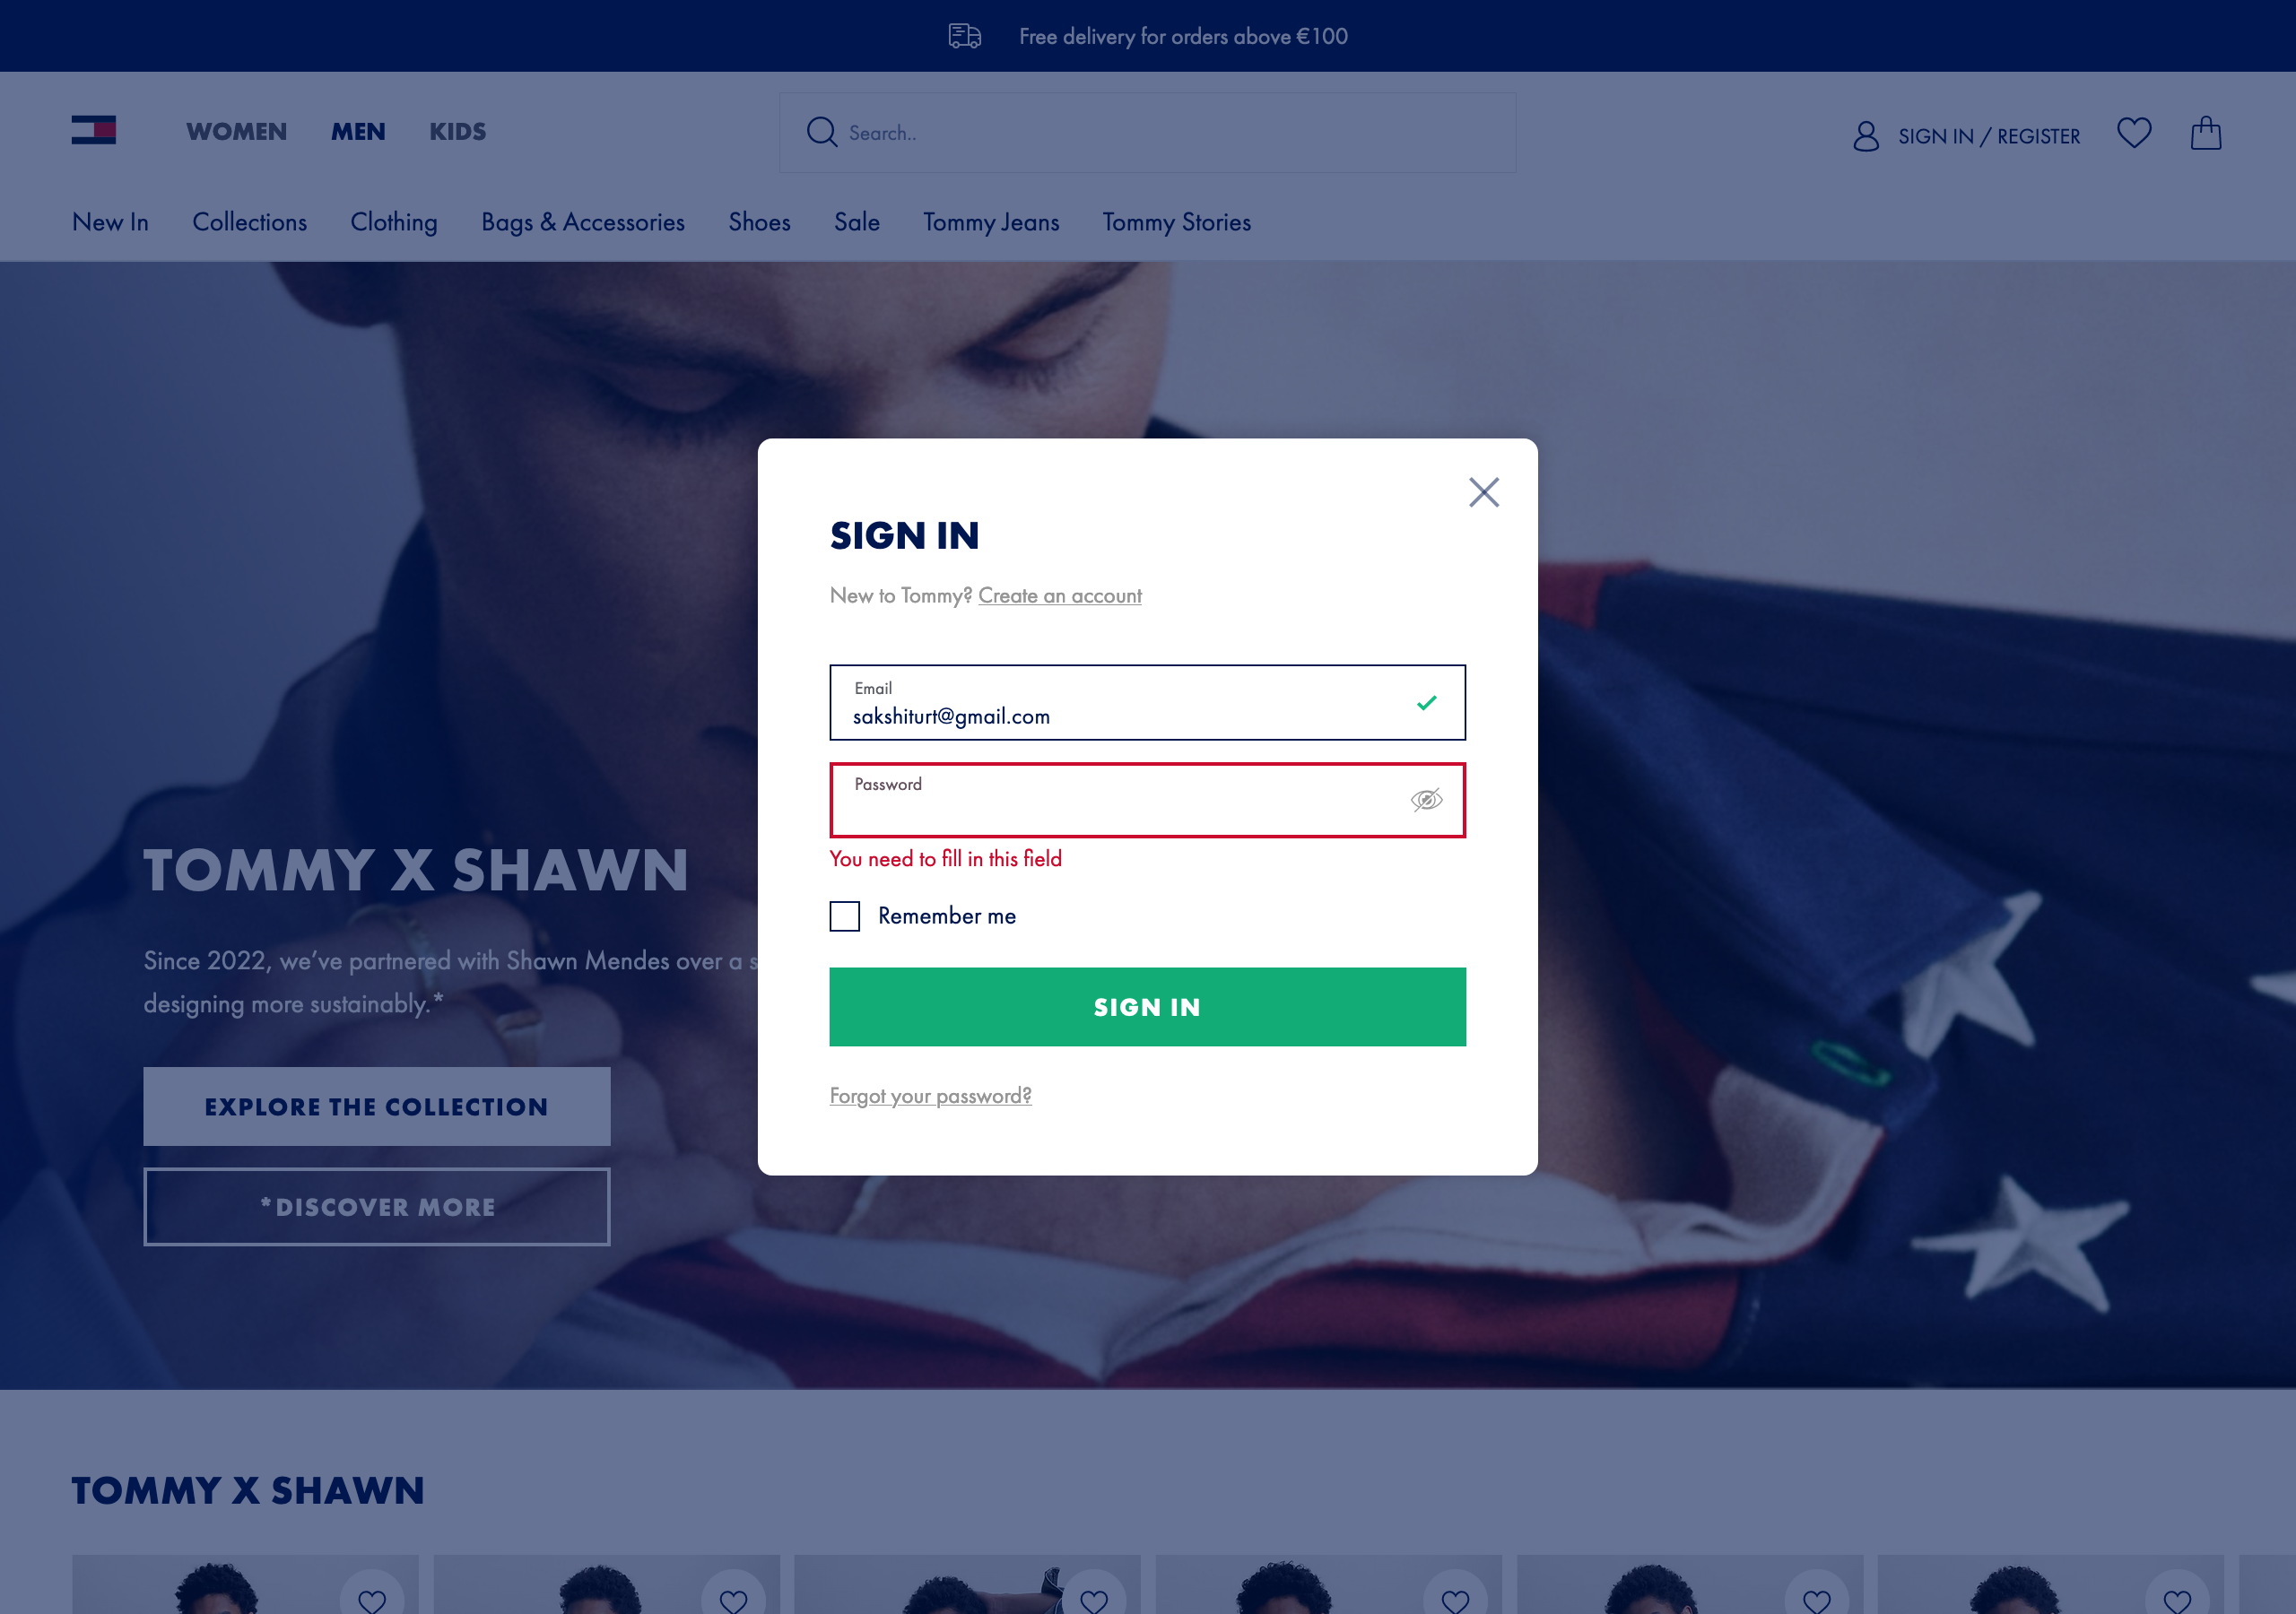 Free delivery for orders above €100
WOMEN MEN KIDS
Search..
SIGN IN / REGISTER
New In Collections Clothing Bags & Accessories Shoes Sale Tommy Jeans Tommy Stories
SIGN IN
New to Tommy? Create an account
Email
sakshiturt@gmail.com
Password
You need to fill in this field
Remember me
SIGN IN
Forgot your password?
TOMMY X SHAWN
Since 2022, we’ve partnered with Shawn Mendes over a
designing more sustainably.*
EXPLORE THE COLLECTION
*DISCOVER MORE
TOMMY X SHAWN